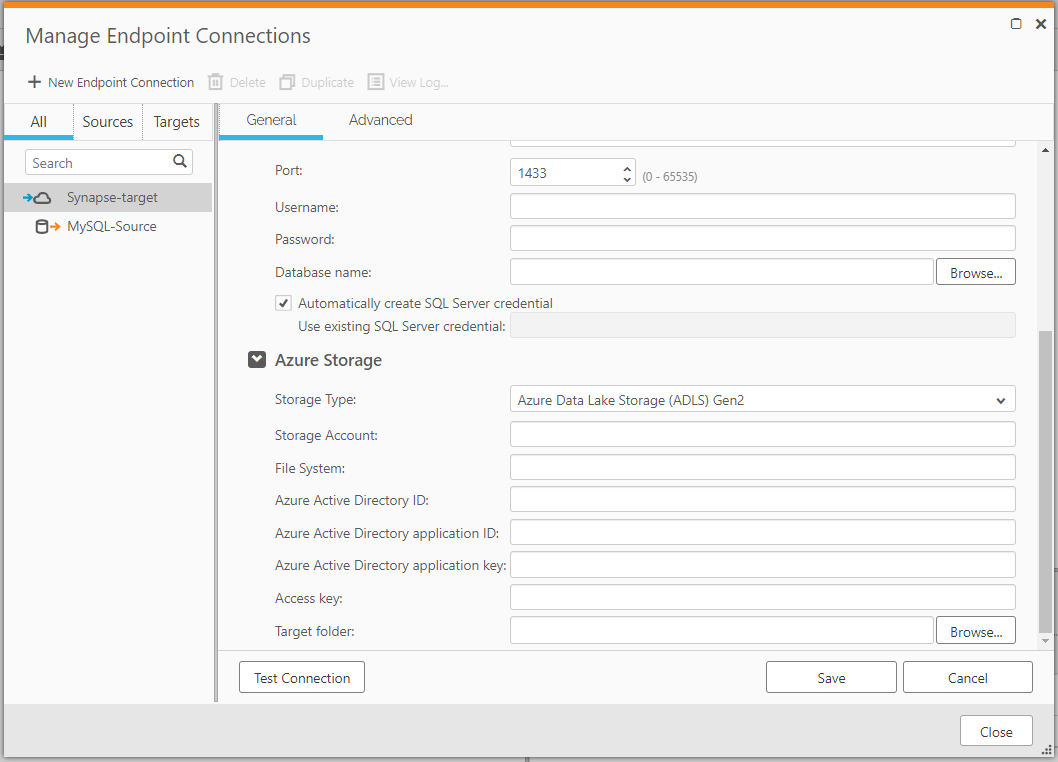 Manage Endpoint Connections
New Endpoint Connection Delete Duplicate View Log...
All Sources Targets
General Advanced
Search
Synapse-target
MySQL-Source
Port: 1433 (0 - 65535)
Username:
Password:
Database name: Browse...
Automatically create SQL Server credential
Use existing SQL Server credential:
Azure Storage
Storage Type: Azure Data Lake Storage (ADLS) Gen2
Storage Account:
File System:
Azure Active Directory ID:
Azure Active Directory application ID:
Azure Active Directory application key:
Access key:
Target folder: Browse...
Test Connection Save Cancel
Close